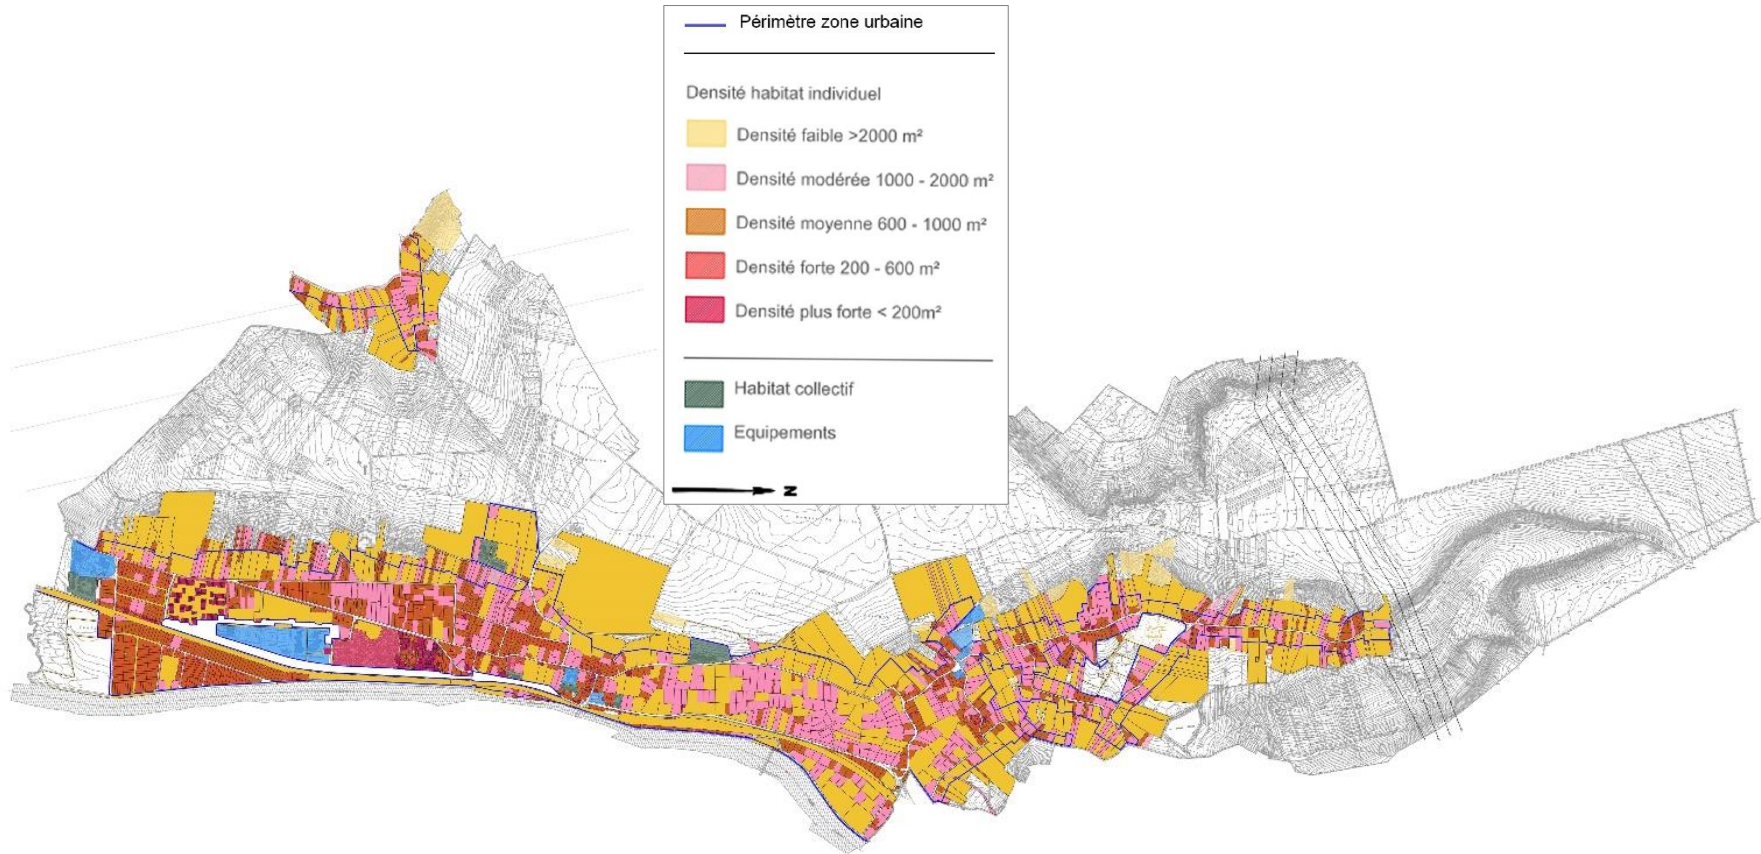 Périmètre zone urbaine
Densité habitat individuel
Densité faible >2000 m²
Densité modérée 1000 - 2000 m²
Densité moyenne 600 - 1000 m²
Densité forte 200 - 600 m²
Densité plus forte < 200m²
Habitat collectif
Equipements
N